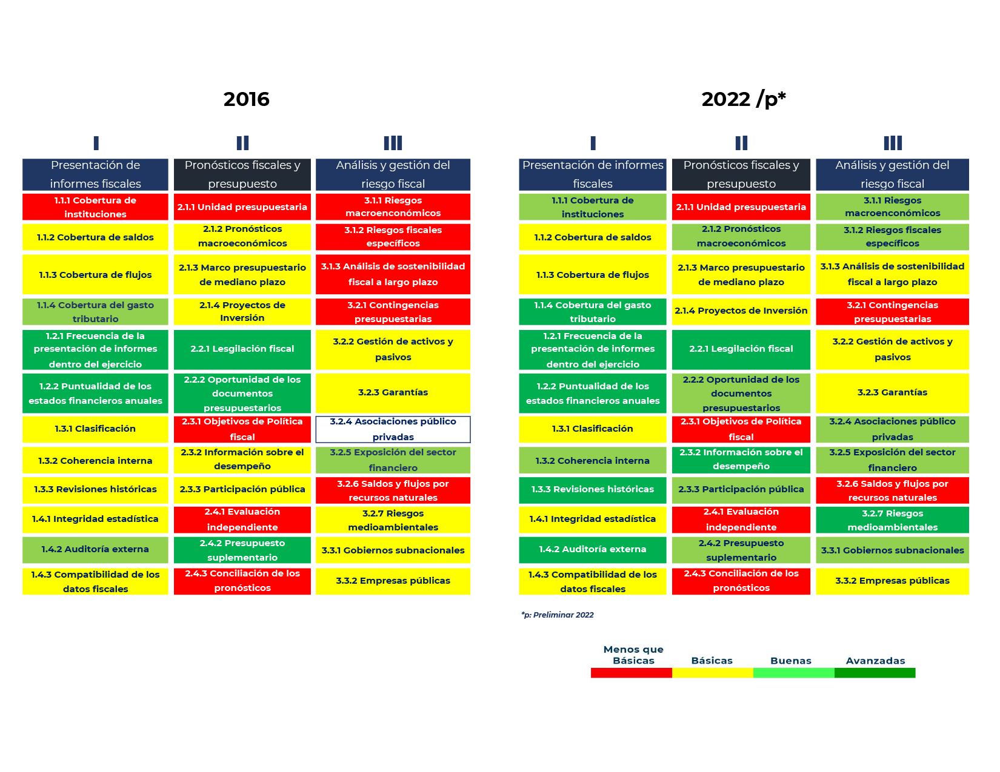 2016
I
II
III
Presentación de
informes fiscales
Pronósticos fiscales y
presupuesto
Análisis y gestión del
riesgo fiscal
1.1.1 Cobertura de
instituciones
2.1.1 Unidad presupuestaria
3.1.1 Riesgos
macroenconómicos
1.1.2 Cobertura de saldos
2.1.2 Pronósticos
macroeconómicos
3.1.2 Riesgos fiscales
específicos
1.1.3 Cobertura de flujos
2.1.3 Marco presupuestario
de mediano plazo
3.1.3 Análisis de sostenibilidad
fiscal a largo plazo
1.1.4 Cobertura del gasto
tributario
2.1.4 Proyectos de
Inversión
3.2.1 Contingencias
presupuestarias
1.2.1 Frecuencia de la
presentación de informes
dentro del ejercicio
2.2.1 Lesgilación fiscal
3.2.2 Gestión de activos y
pasivos
1.2.2 Puntualidad de los
estados financieros anuales
2.2.2 Oportunidad de los
documentos
presupuestarios
3.2.3 Garantías
1.3.1 Clasificación
2.3.1 Objetivos de Política
fiscal
3.2.4 Asociaciones público
privadas
1.3.2 Coherencia interna
2.3.2 Información sobre el
desempeño
3.2.5 Exposición del sector
financiero
1.3.3 Revisiones históricas
2.3.3 Participación pública
3.2.6 Saldos y flujos por
recursos naturales
1.4.1 Integridad estadística
2.4.1 Evaluación
independiente
3.2.7 Riesgos
medioambientales
1.4.2 Auditoría externa
2.4.2 Presupuesto
suplementario
3.3.1 Gobiernos subnacionales
1.4.3 Compatibilidad de los
datos fiscales
2.4.3 Conciliación de los
pronósticos
3.3.2 Empresas públicas
2022 /p*
I
II
III
Presentación de informes
fiscales
Pronósticos fiscales y
presupuesto
Análisis y gestión del
riesgo fiscal
1.1.1 Cobertura de
instituciones
2.1.1 Unidad presupuestaria
3.1.1 Riesgos
macroenconómicos
1.1.2 Cobertura de saldos
2.1.2 Pronósticos
macroeconómicos
3.1.2 Riesgos fiscales
específicos
1.1.3 Cobertura de flujos
2.1.3 Marco presupuestario
de mediano plazo
3.1.3 Análisis de sostenibilidad
fiscal a largo plazo
1.1.4 Cobertura del gasto
tributario
2.1.4 Proyectos de Inversión
3.2.1 Contingencias
presupuestarias
1.2.1 Frecuencia de la
presentación de informes
dentro del ejercicio
2.2.1 Lesgilación fiscal
3.2.2 Gestión de activos y
pasivos
1.2.2 Puntualidad de los
estados financieros anuales
2.2.2 Oportunidad de los
documentos
presupuestarios
3.2.3 Garantías
1.3.1 Clasificación
2.3.1 Objetivos de Política
fiscal
3.2.4 Asociaciones público
privadas
1.3.2 Coherencia interna
2.3.2 Información sobre el
desempeño
3.2.5 Exposición del sector
financiero
1.3.3 Revisiones históricas
2.3.3 Participación pública
3.2.6 Saldos y flujos por
recursos naturales
1.4.1 Integridad estadística
2.4.1 Evaluación
independiente
3.2.7 Riesgos
medioambientales
1.4.2 Auditoría externa
2.4.2 Presupuesto
suplementario
3.3.1 Gobiernos subnacionales
1.4.3 Compatibilidad de los
datos fiscales
2.4.3 Conciliación de los
pronósticos
3.3.2 Empresas públicas
*p: Preliminar 2022
Menos que
Básicas
Básicas
Buenas
Avanzadas